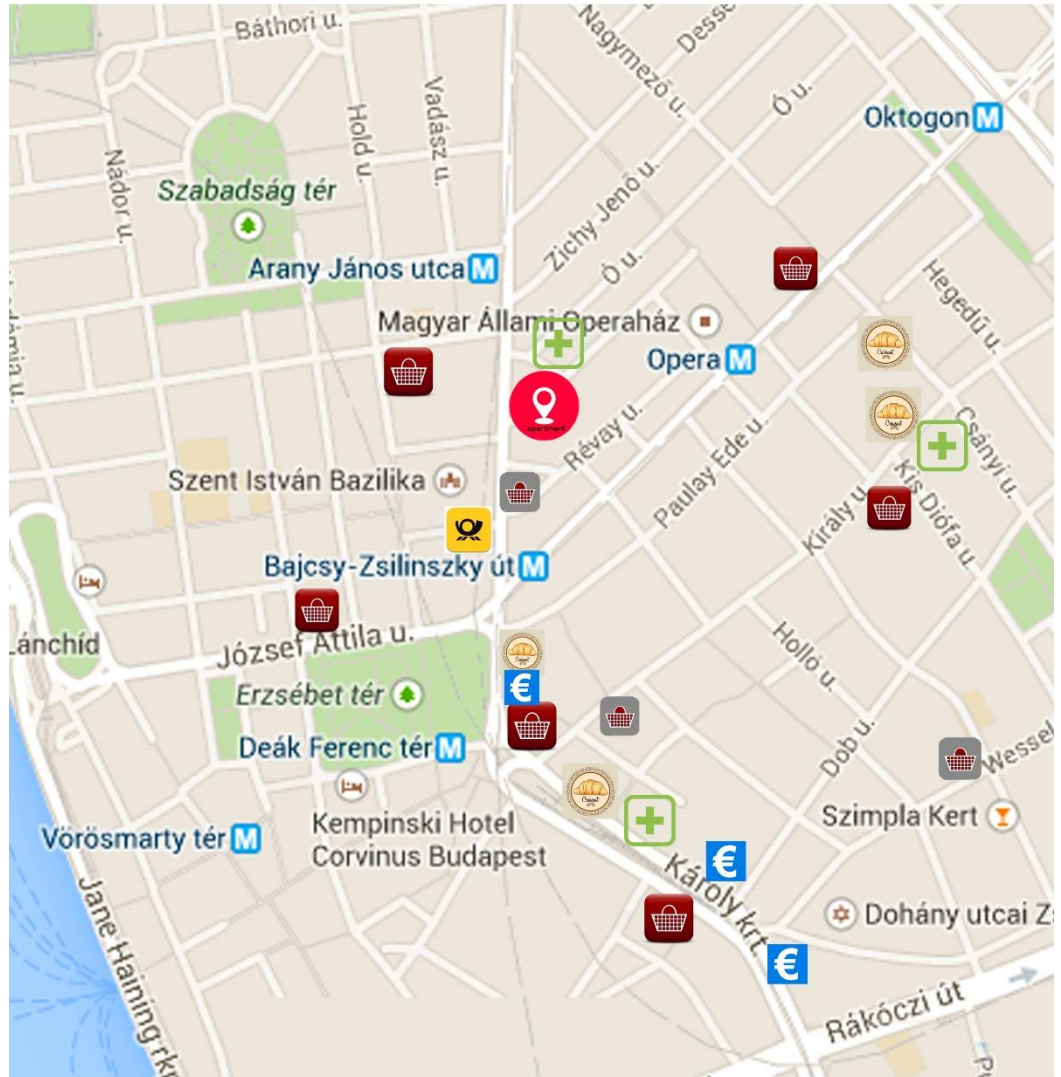 Báthori u.
Nagymező u.
Ó u.
Oktogon M
Vadász u.
Hold u.
Nádor u.
Szabadság tér
Zichy Jenő u.
Arany János utca M
Ó u.
Hegedű u.
Magyar Állami Operaház
Opera M
apartment
Csányi u.
Révay u.
Paulay Ede u.
Szent István Bazilika
Király u.
Kis Diófa u.
Bajcsy-Zsilinszky út M
József Attila u.
Lánchíd
Holló u.
Erzsébet tér
€
Deák Ferenc tér M
Dob u.
Wessel
Kempinski Hotel
Corvinus Budapest
Szimpla Kert
Vörösmarty tér M
€
Károly krt.
Jane Haining rkp
Dohány utcai Zs
€
Rákóczi út